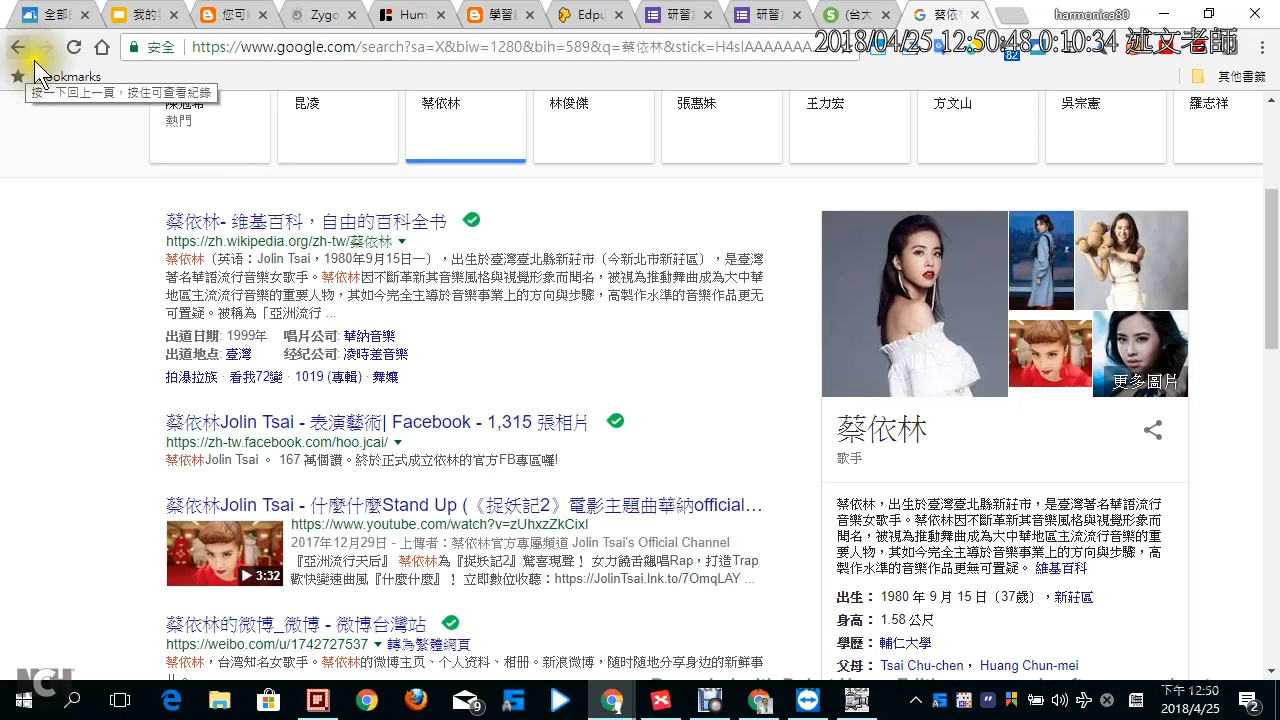 全部
我的
您可
Zygo
Hum
學習
Edpu
研習
研習
(台大
蔡依
harmonica80
安全
https://www.google.com/search?sa=X&biw=1280&bih=589&q=蔡依林&stick=H4sIAAAAAA
2018/04/25 12:50:48 0:10:34 述文老師
82
Bookmarks
其他書籤
按一下回上一頁，按住可查看紀錄
陳冠希
熱門
昆凌
蔡依林
林俊傑
張惠妹
王力宏
方文山
吳宗憲
羅志祥
蔡依林- 维基百科，自由的百科全书
https://zh.wikipedia.org/zh-tw/蔡依林
蔡依林（英语：Jolin Tsai，1980年9月15日—），出生於臺灣臺北縣新莊市（今新北市新莊區），是臺灣
著名華語流行音樂女歌手。蔡依林因不斷革新其音樂風格與視覺形象而聞名，被視為推動舞曲成為大中華
地區主流流行音樂的重要人物，其如今完全主導於音樂事業上的方向與步驟，高製作水準的音樂作品更无
可置疑。被稱為「亞洲流行 ...
出道日期: 1999年 唱片公司: 華納音樂
出道地点: 臺灣 经纪公司: 凌時差音樂
拍湯拉族 · 看我72變 · 1019 (專輯) · 舞孃
蔡依林Jolin Tsai - 表演藝術| Facebook - 1,315 張相片
https://zh-tw.facebook.com/hoo.jcai/
蔡依林Jolin Tsai 。 167 萬個讚。終於正式成立依林的官方FB專區囉!
蔡依林Jolin Tsai - 什麼什麼Stand Up (《捉妖記2》電影主題曲華納official...
https://www.youtube.com/watch?v=zUhxzZkCixI
2017年12月29日 - 上傳者：蔡依林官方專屬頻道 Jolin Tsai's Official Channel
『亞洲流行天后』 蔡依林為『捉妖記2』驚喜現聲！ 女力饒舌飆唱Rap，打造Trap
歡快變速曲風『什麼什麼』！ 立即數位收聽：https://JolinTsai.lnk.to/7OmqLAY ...
3:32
蔡依林的微博_微博 - 微博台灣站
https://weibo.com/u/1742727537 轉為繁體網頁
蔡依林，台湾知名女歌手。蔡依林的微博主页、个人资料、相册。新浪微博，随时随地分享身边的新鲜事
儿。
更多圖片
蔡依林
歌手
蔡依林，出生於臺灣臺北縣新莊市，是臺灣著名華語流行
音樂女歌手。蔡依林因不斷革新其音樂風格與視覺形象而
聞名，被視為推動舞曲成為大中華地區主流流行音樂的重
要人物，其如今完全主導於音樂事業上的方向與步驟，高
製作水準的音樂作品更無可置疑。 維基百科
出生： 1980 年 9 月 15 日（37歲），新莊區
身高： 1.58 公尺
學歷： 輔仁大學
父母： Tsai Chu-chen， Huang Chun-mei
NCH
9
下午 12:50
2018/4/25
2